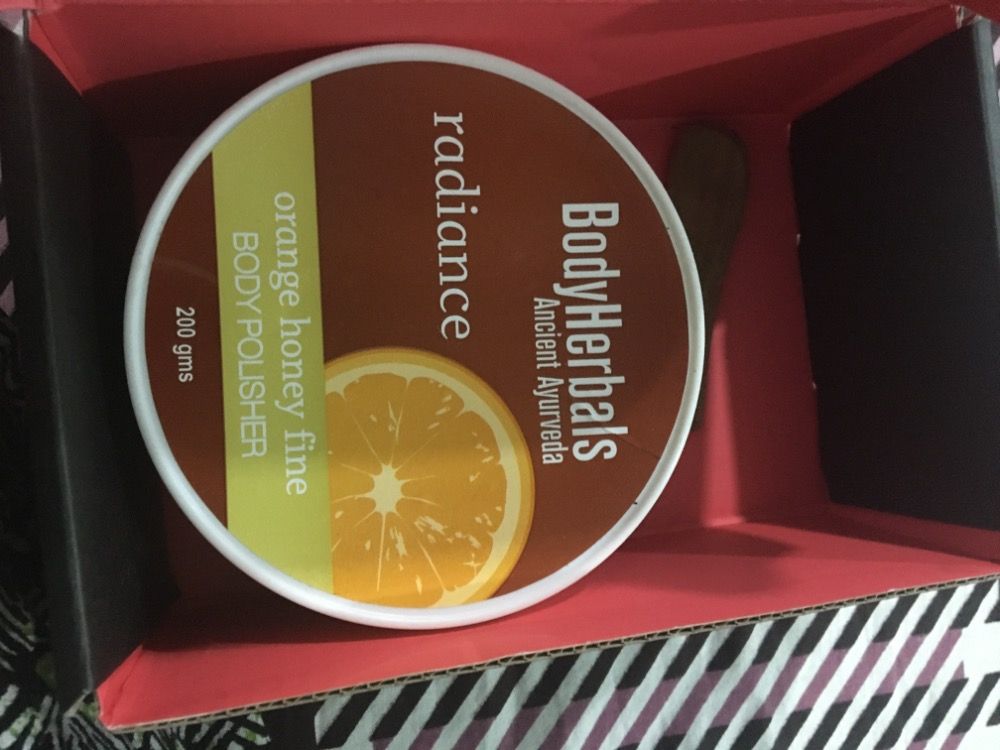 BodyHerbals
Ancient Ayurveda
radiance
orange honey fine
BODY POLISHER
200 gms